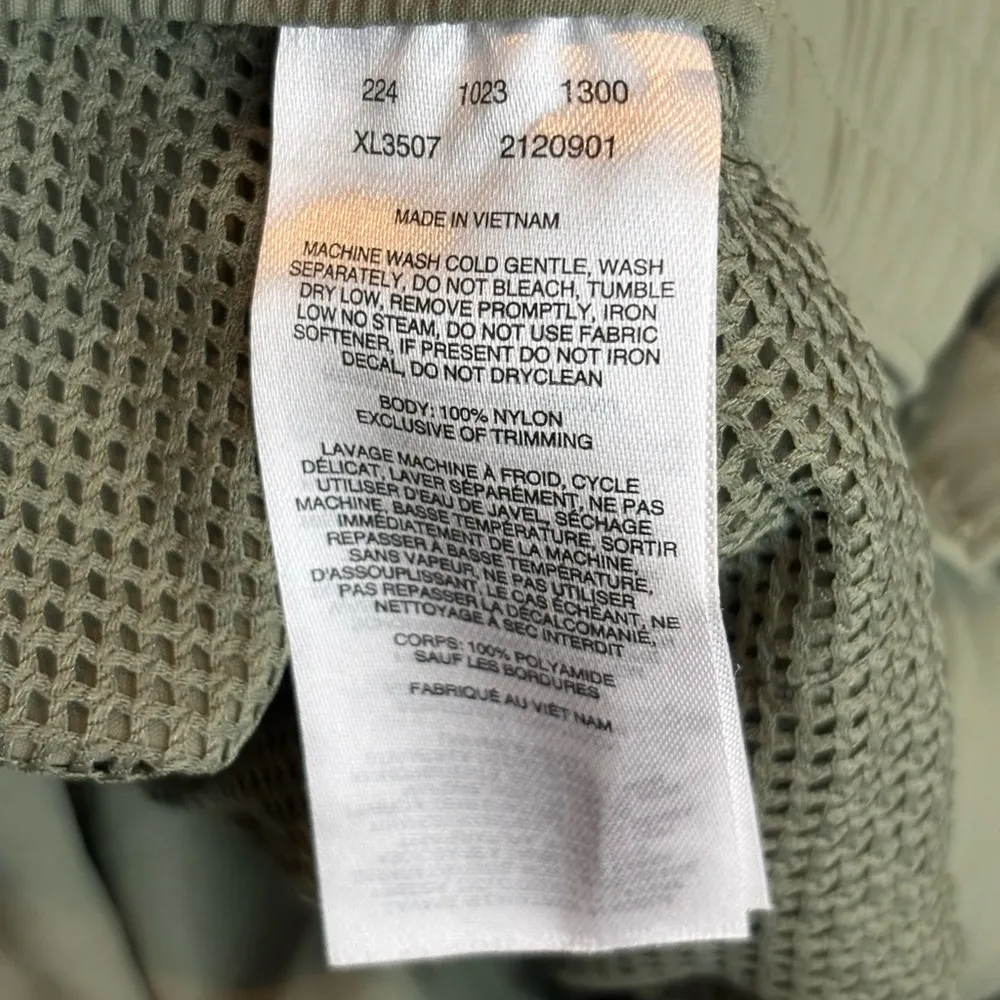 224 1023 1300
XL3507 2120901
MADE IN VIETNAM
MACHINE WASH COLD GENTLE, WASH
SEPARATELY, DO NOT BLEACH, TUMBLE
DRY LOW, REMOVE PROMPTLY, IRON
LOW NO STEAM, DO NOT USE FABRIC
SOFTENER, IF PRESENT DO NOT IRON
DECAL, DO NOT DRYCLEAN
BODY: 100% NYLON
EXCLUSIVE OF TRIMMING
LAVAGE MACHINE À FROID, CYCLE
DÉLICAT, LAVER SÉPARÉMENT, NE PAS
UTILISER D'EAU DE JAVEL, SÉCHAGE
MACHINE, BASSE TEMPÉRATURE, SORTIR
IMMÉDIATEMENT DE LA MACHINE,
REPASSER À BASSE TEMPÉRATURE,
SANS VAPEUR, NE PAS UTILISER
D'ASSOUPLISSANT, LE CAS ÉCHÉANT, NE
PAS REPASSER LA DÉCALCOMANIE,
NETTOYAGE À SEC INTERDIT
CORPS: 100% POLYAMIDE
SAUF LES BORDURES
FABRIQUÉ AU VIÊT NAM